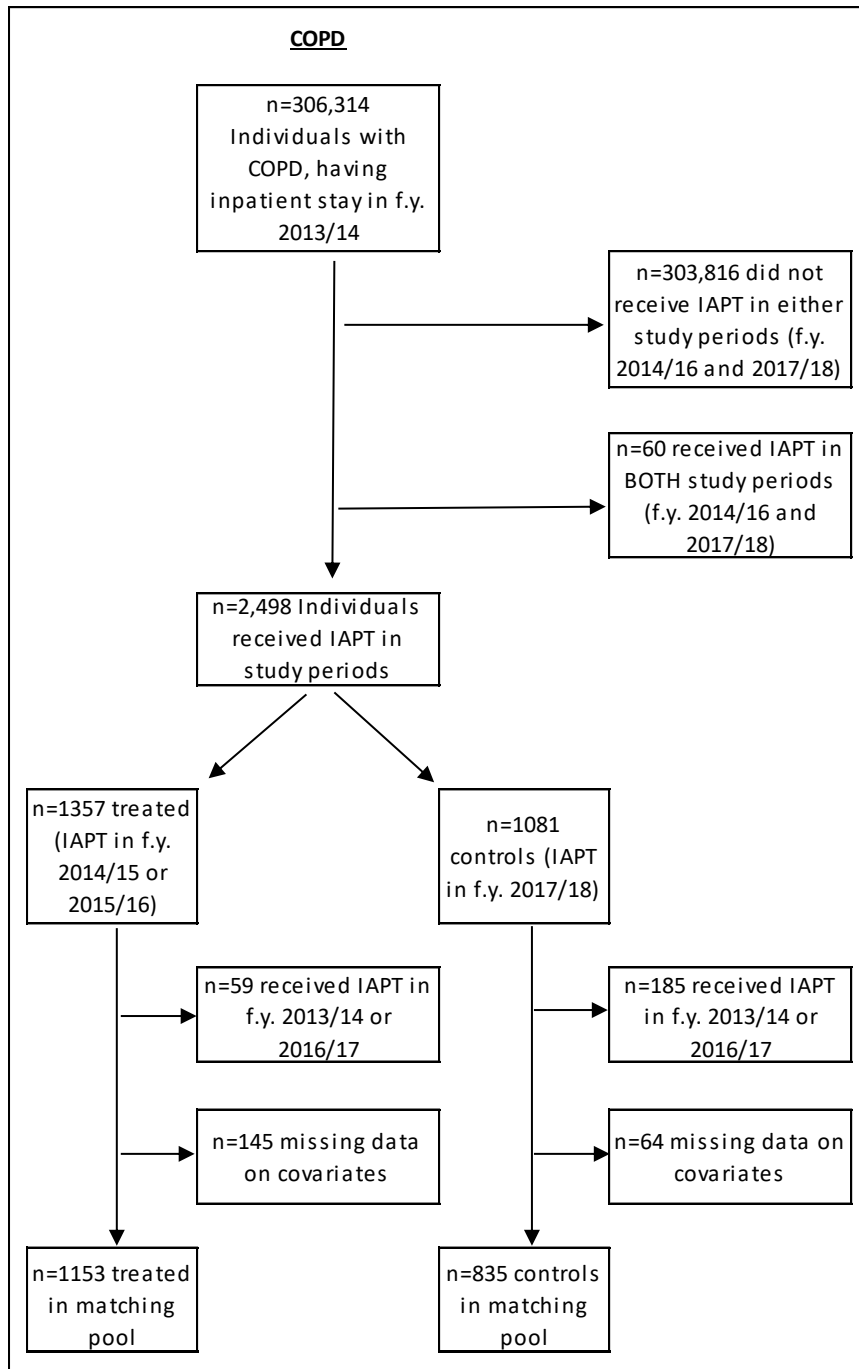 COPD
n=306,314
Individuals with
COPD, having
inpatient stay in f.y.
2013/14
n=303,816 did not
receive IAPT in either
study periods (f.y.
2014/16 and 2017/18)
n=60 received IAPT in
BOTH study periods
(f.y. 2014/16 and
2017/18)
n=2,498 Individuals
received IAPT in
study periods
n=1357 treated
(IAPT in f.y.
2014/15 or
2015/16)
n=1081
controls (IAPT
in f.y. 2017/18)
n=59 received IAPT in
f.y. 2013/14 or
2016/17
n=185 received IAPT
in f.y. 2013/14 or
2016/17
n=145 missing data
on covariates
n=64 missing data on
covariates
n=1153 treated
in matching
pool
n=835 controls
in matching
pool